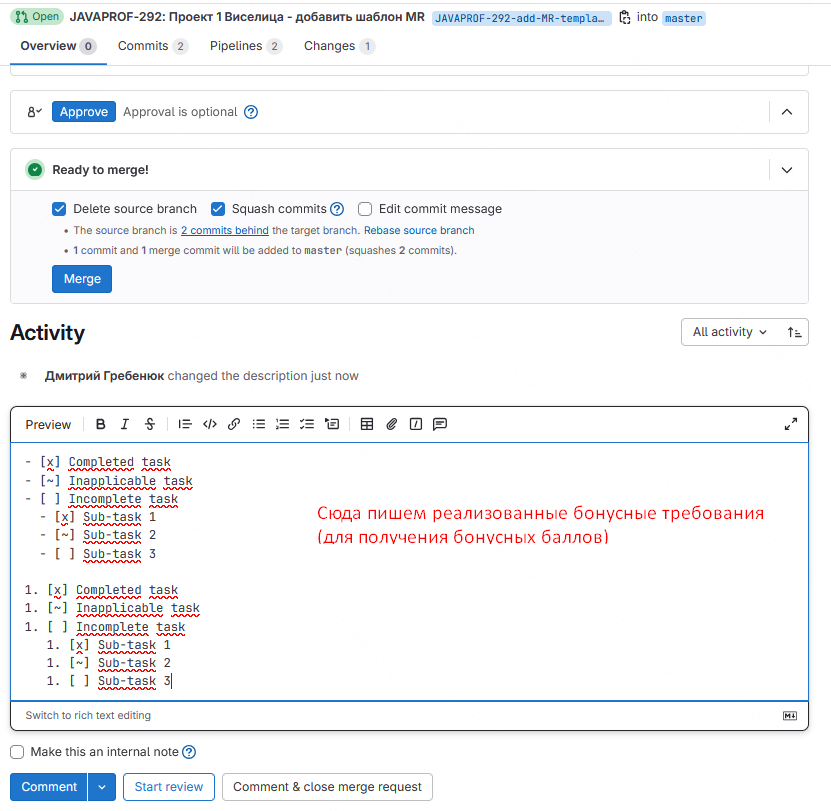 Open JAVAPROF-292: Проект 1 Виселица - добавить шаблон MR JAVAPROF-292-add-MR-templa… into master
Overview 0 Commits 2 Pipelines 2 Changes 1
Approve Approval is optional
Ready to merge!
Delete source branch Squash commits Edit commit message
• The source branch is 2 commits behind the target branch. Rebase source branch
• 1 commit and 1 merge commit will be added to master (squashes 2 commits).
Merge
Activity
All activity
Дмитрий Гребенюк changed the description just now
Preview
- [x] Completed task
- [~] Inapplicable task
- [ ] Incomplete task
- [x] Sub-task 1
- [~] Sub-task 2
- [ ] Sub-task 3
Сюда пишем реализованные бонусные требования
(для получения бонусных баллов)
1. [x] Completed task
1. [~] Inapplicable task
1. [ ] Incomplete task
1. [x] Sub-task 1
1. [~] Sub-task 2
1. [ ] Sub-task 3
Switch to rich text editing
Make this an internal note
Comment Start review Comment & close merge request